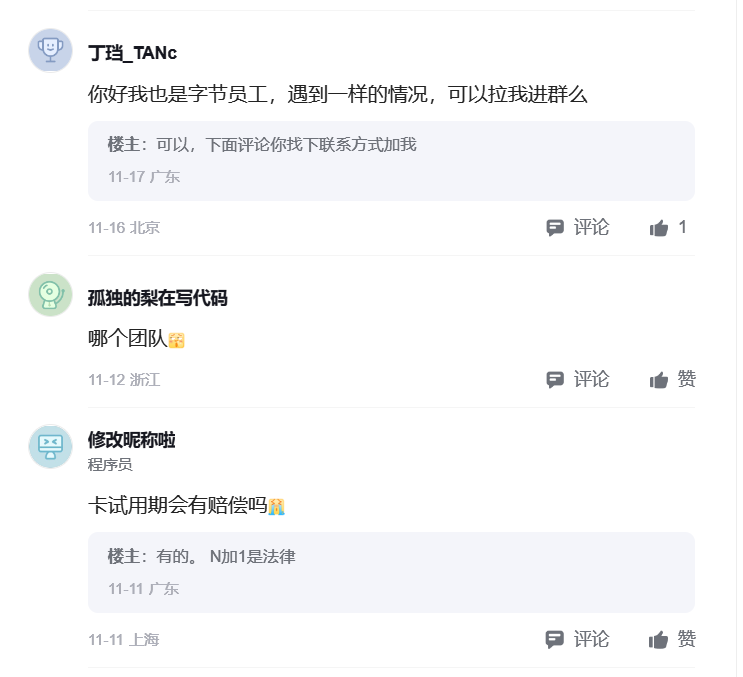 丁珰_TANc
你好我也是字节员工，遇到一样的情况，可以拉我进群么
楼主：可以，下面评论你找下联系方式加我
11-17 广东
11-16 北京 评论 1
孤独的梨在写代码
哪个团队
11-12 浙江 评论 赞
修改昵称啦
程序员
卡试用期会有赔偿吗
楼主：有的。 N加1是法律
11-11 广东
11-11 上海 评论 赞